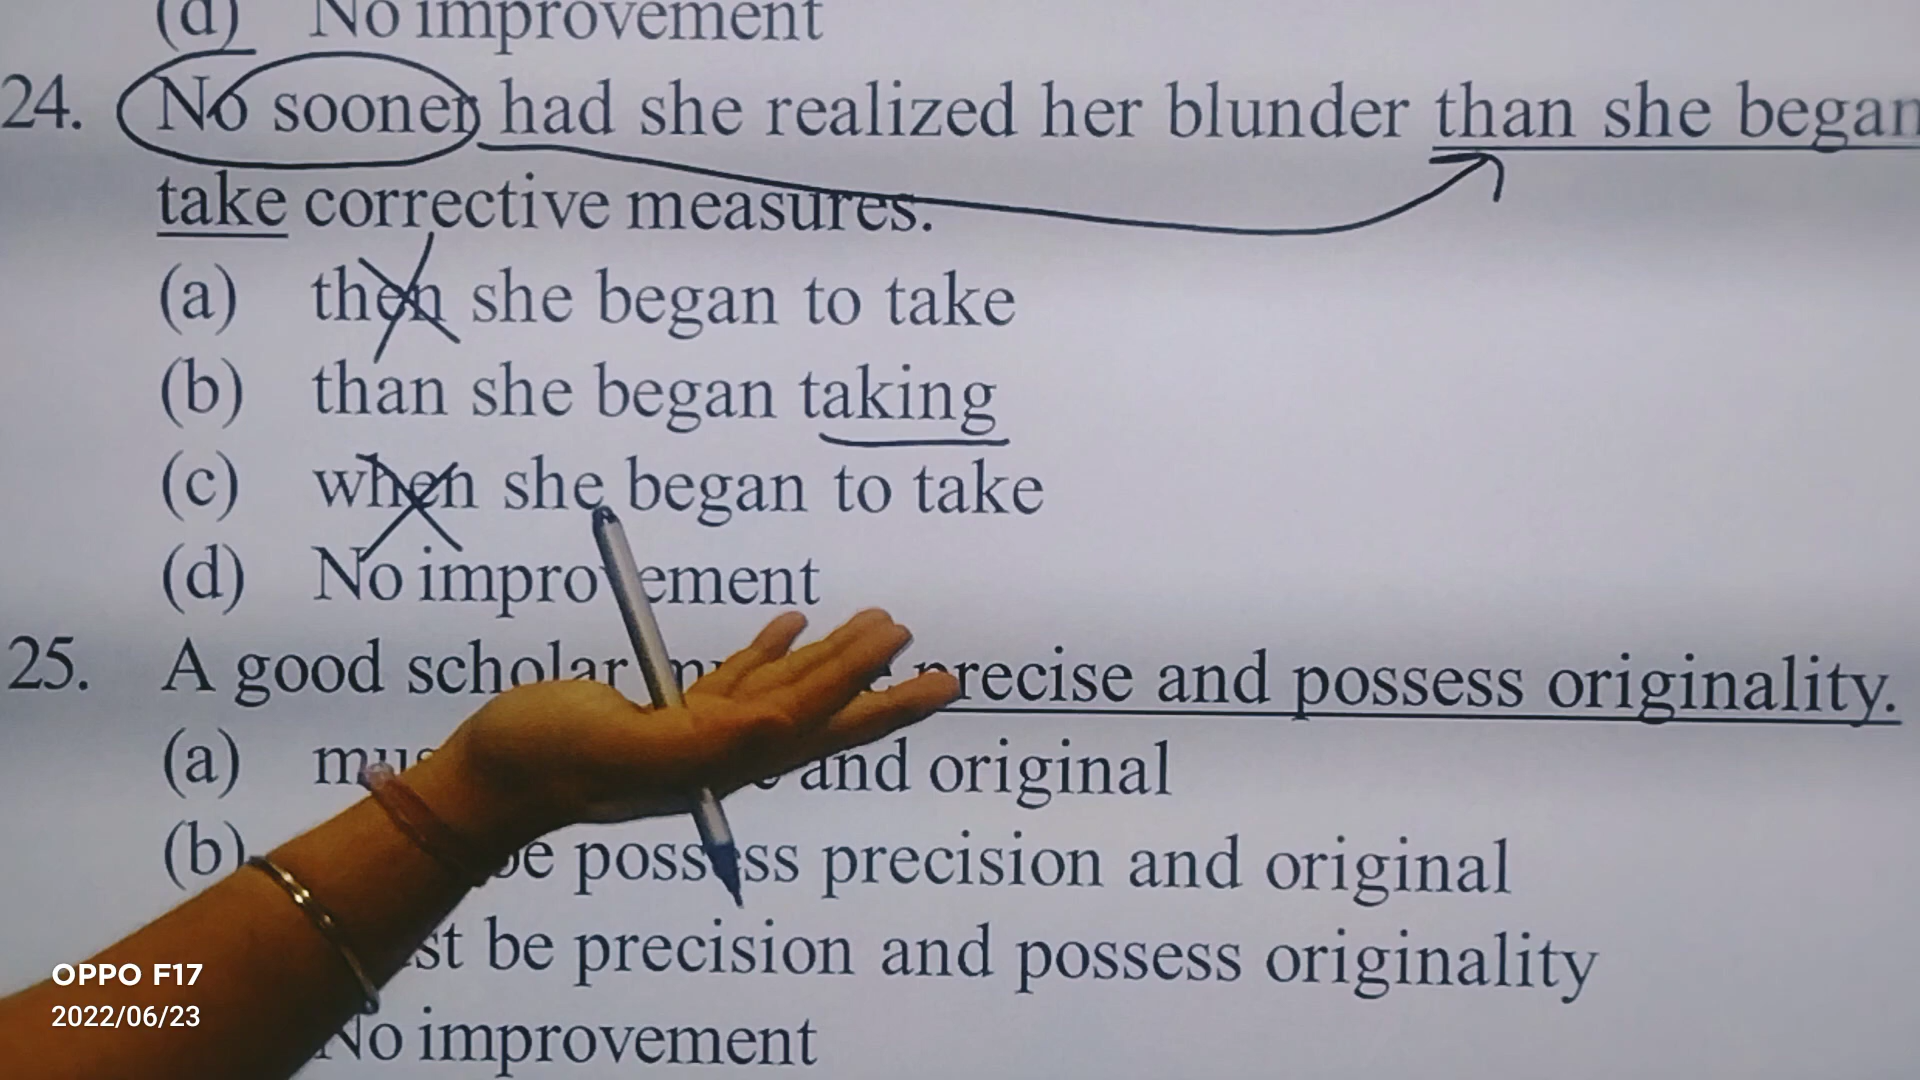 (d) No improvement
24. No sooner had she realized her blunder than she began
take corrective measures.
(a) then she began to take
(b) than she began taking
(c) when she began to take
(d) No improvement
25. A good scholar precise and possess originality.
(a) and original
(b) be possess precision and original
be precision and possess originality
No improvement
OPPO F17
2022/06/23